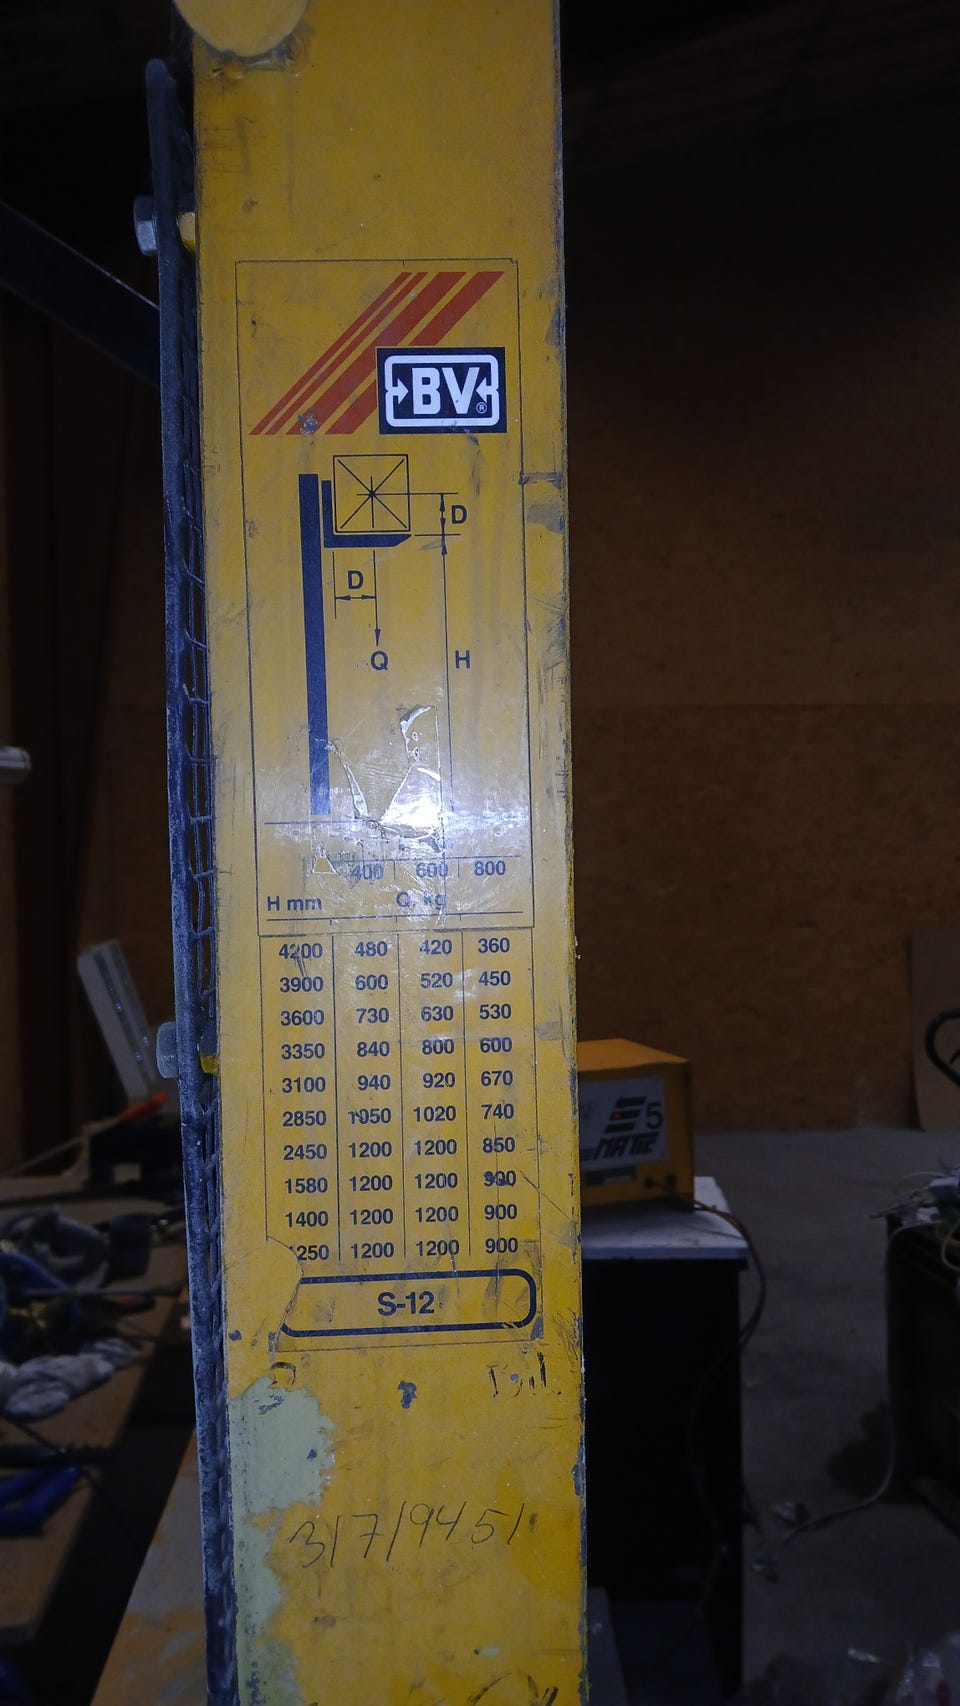 BV®
D
D
Q
H
400 600 800
H mm Q, kg
4200 480 420 360
3900 600 520 450
3600 730 630 530
3350 840 800 600
3100 940 920 670
2850 1050 1020 740
2450 1200 1200 850
1580 1200 1200 900
1400 1200 1200 900
1250 1200 1200 900
S-12
3/7/9451
5
MATIC